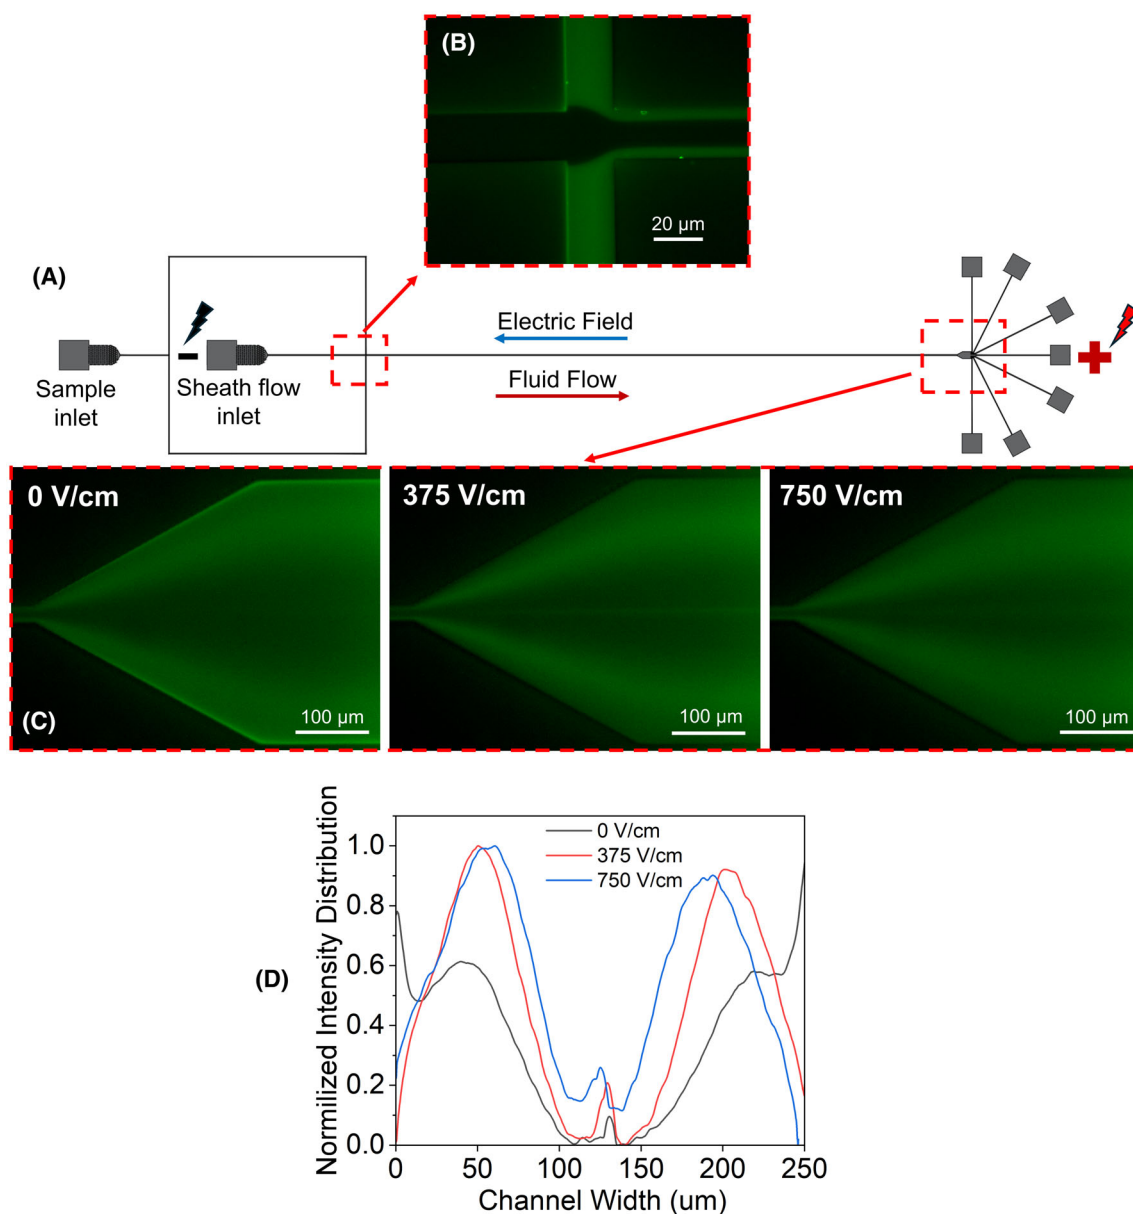 (B)
20 µm
(A)
Electric Field
Fluid Flow
Sample
inlet
Sheath flow
inlet
0 V/cm
375 V/cm
750 V/cm
(C)
100 µm
100 µm
100 µm
(D)
Normilized Intensity Distribution
1.0
0.8
0.6
0.4
0.2
0.0
0 V/cm
375 V/cm
750 V/cm
0
50
100
150
200
250
Channel Width (um)